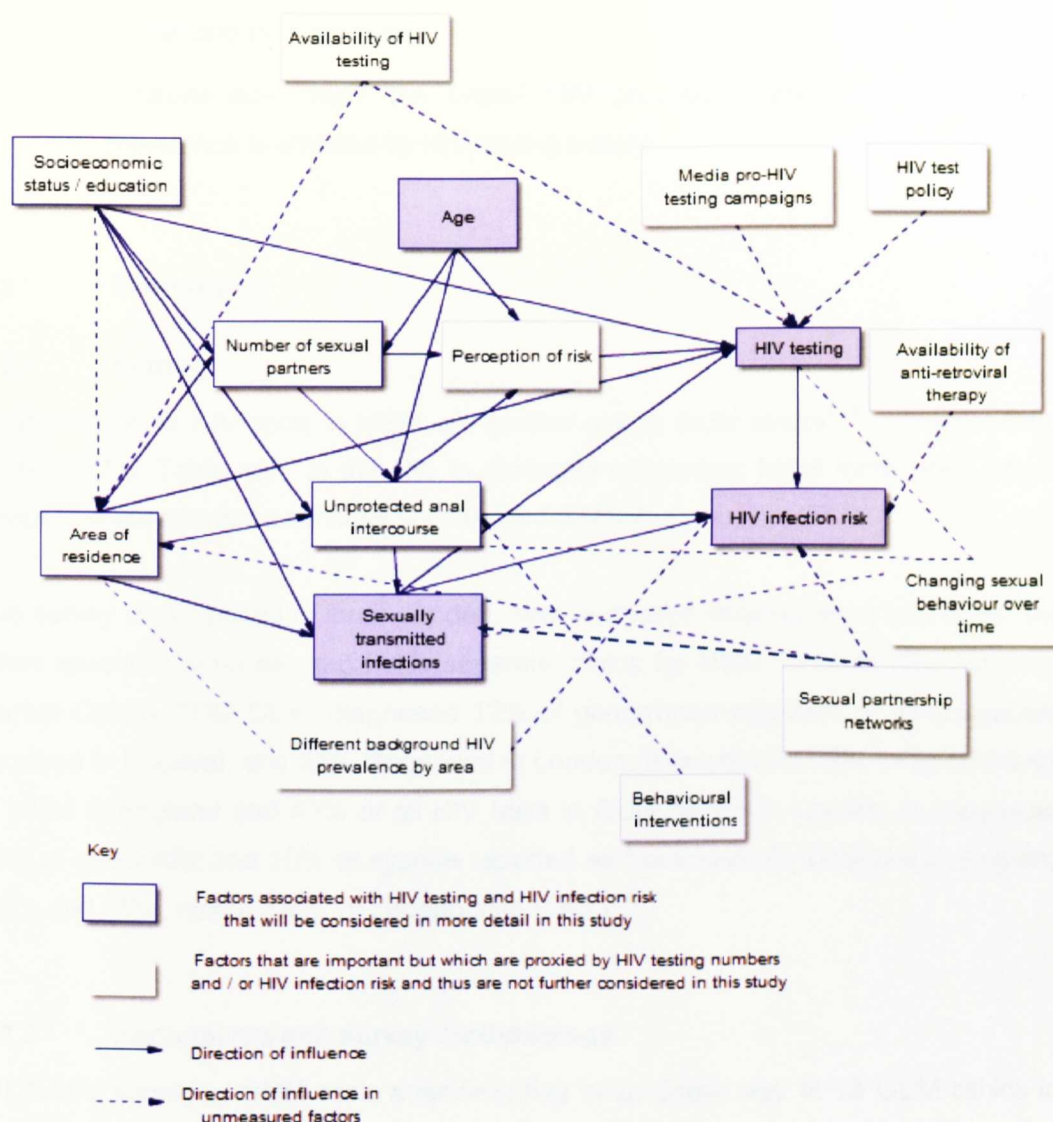 Availability of HIV
testing
Socioeconomic
status / education
Age
Media pro-HIV
testing campaigns
HIV test
policy
Number of sexual
partners
Perception of risk
HIV testing
Availability of
anti-retroviral
therapy
Area of
residence
Unprotected anal
intercourse
HIV infection risk
Sexually
transmitted
infections
Changing sexual
behaviour over
time
Sexual partnership
networks
Different background HIV
prevalence by area
Behavioural
interventions
Key
Factors associated with HIV testing and HIV infection risk
that will be considered in more detail in this study
Factors that are important but which are proxied by HIV testing numbers
and / or HIV infection risk and thus are not further considered in this study
Direction of influence
Direction of influence in
unmeasured factors